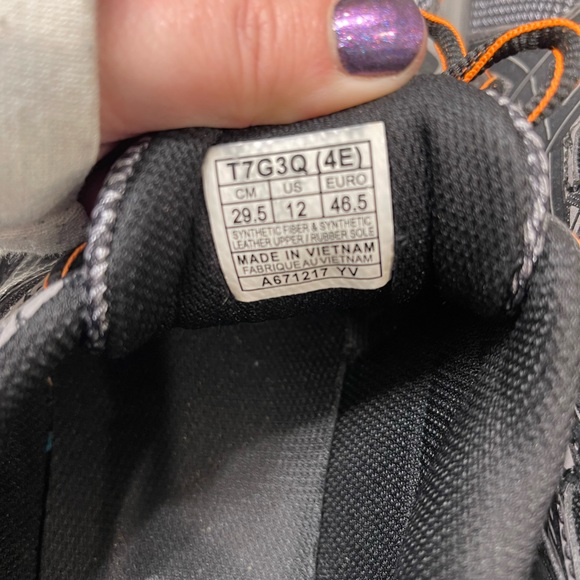 T7G3Q (4E)
CM US EURO
29.5 12 46.5
SYNTHETIC FIBER & SYNTHETIC
LEATHER UPPER / RUBBER SOLE
MADE IN VIETNAM
FABRIQUE AU VIETNAM
A671217 YV